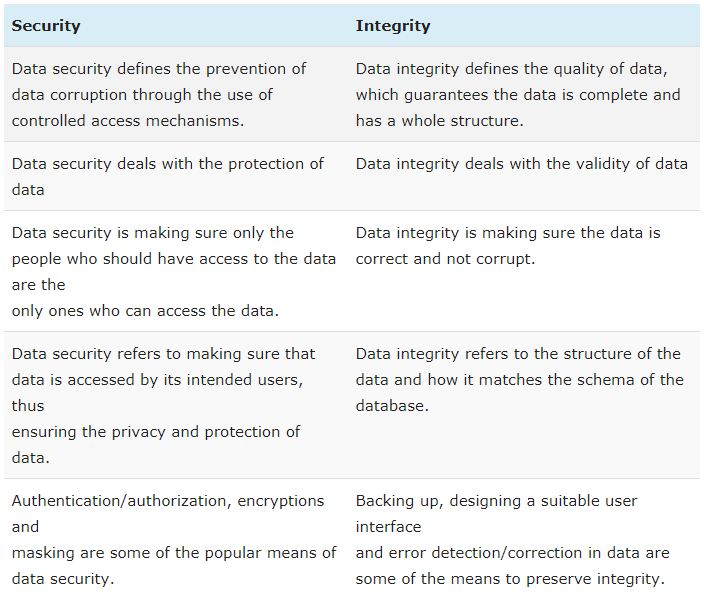 Security
Integrity
Data security defines the prevention of
data corruption through the use of
controlled access mechanisms.
Data integrity defines the quality of data,
which guarantees the data is complete and
has a whole structure.
Data security deals with the protection of
data
Data integrity deals with the validity of data
Data security is making sure only the
people who should have access to the data
are the
only ones who can access the data.
Data integrity is making sure the data is
correct and not corrupt.
Data security refers to making sure that
data is accessed by its intended users,
thus
ensuring the privacy and protection of
data.
Data integrity refers to the structure of the
data and how it matches the schema of the
database.
Authentication/authorization, encryptions
and
masking are some of the popular means of
data security.
Backing up, designing a suitable user
interface
and error detection/correction in data are
some of the means to preserve integrity.